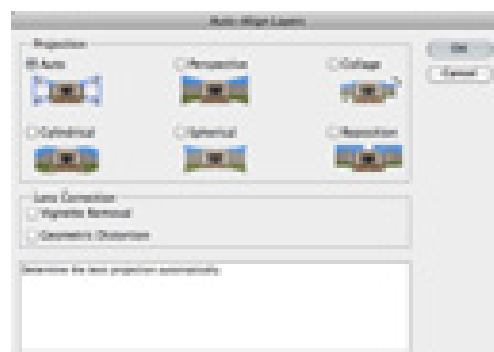 Auto-Align Layers
Projection
Auto
Perspective
Collage
Cylindrical
Spherical
Reposition
OK
Cancel
Lens Correction
Vignette Removal
Geometric Distortion
Determine the best projection automatically.